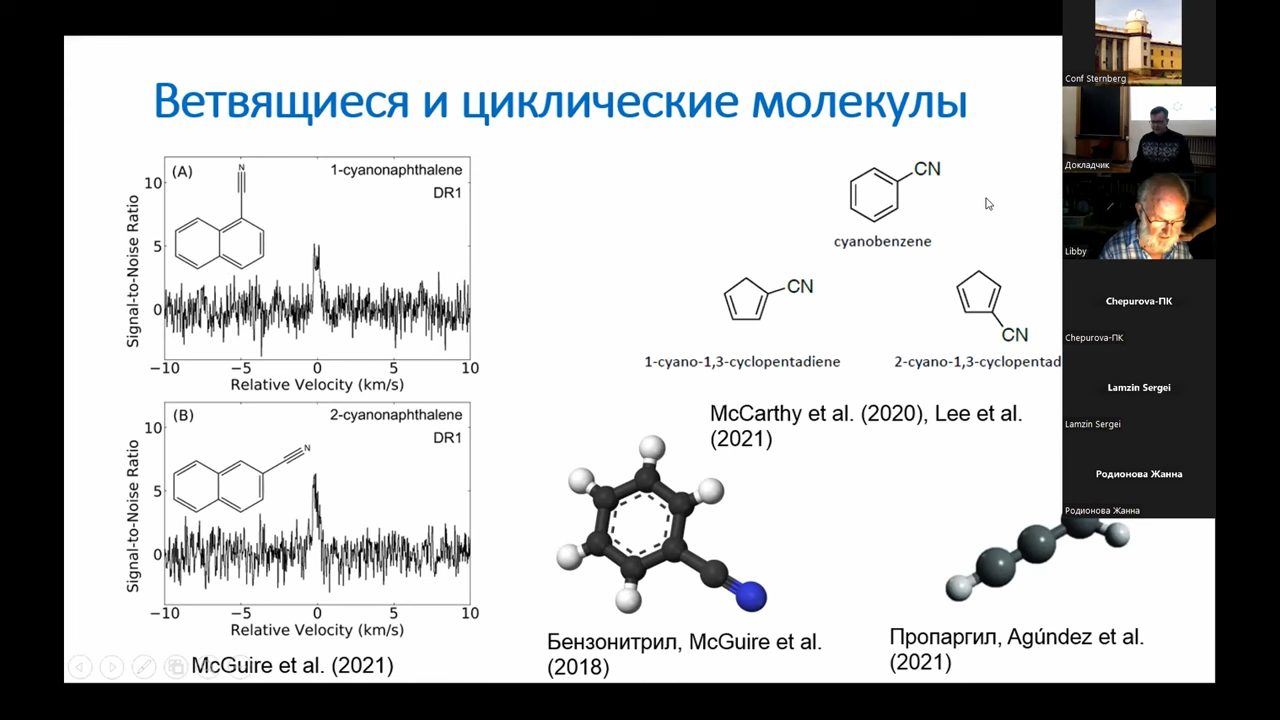 Ветвящиеся и циклические молекулы
(A)
N
1-cyanonaphthalene
DR1
10
5
0
Signal-to-Noise Ratio
−10
−5
0
5
10
Relative Velocity (km/s)
(B)
N
2-cyanonaphthalene
DR1
10
5
0
Signal-to-Noise Ratio
−10
−5
0
5
10
Relative Velocity (km/s)
McGuire et al. (2021)
CN
cyanobenzene
CN
1-cyano-1,3-cyclopentadiene
CN
2-cyano-1,3-cyclopentad
McCarthy et al. (2020), Lee et al.
(2021)
Бензонитрил, McGuire et al.
(2018)
Пропаргил, Agúndez et al.
(2021)
Conf Sternberg
Докладчик
Libby
Chepurova-ПК
Chepurova-ПК
Lamzin Sergei
Lamzin Sergei
Родионова Жанна
Родионова Жанна